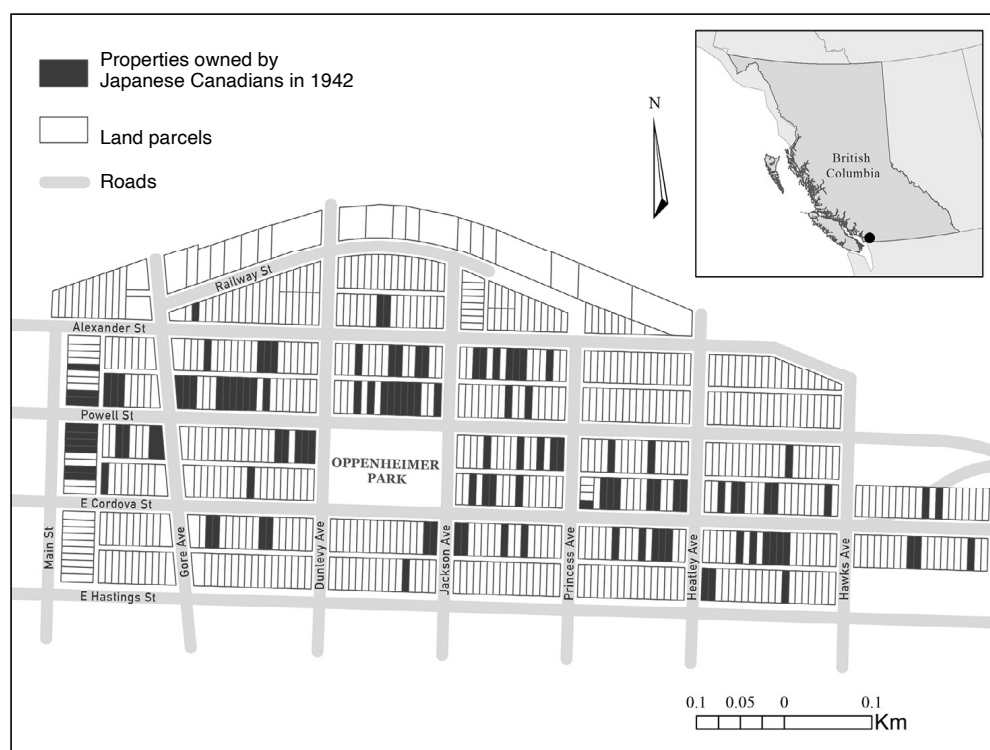 Properties owned by
Japanese Canadians in 1942
Land parcels
Roads
N
British
Columbia
Railway St
Alexander St
Powell St
OPPENHEIMER
PARK
E Cordova St
Main St
Gore Ave
Dunlevy Ave
Jackson Ave
Princess Ave
Heatley Ave
Hawks Ave
E Hastings St
0.1 0.05 0 0.1
Km